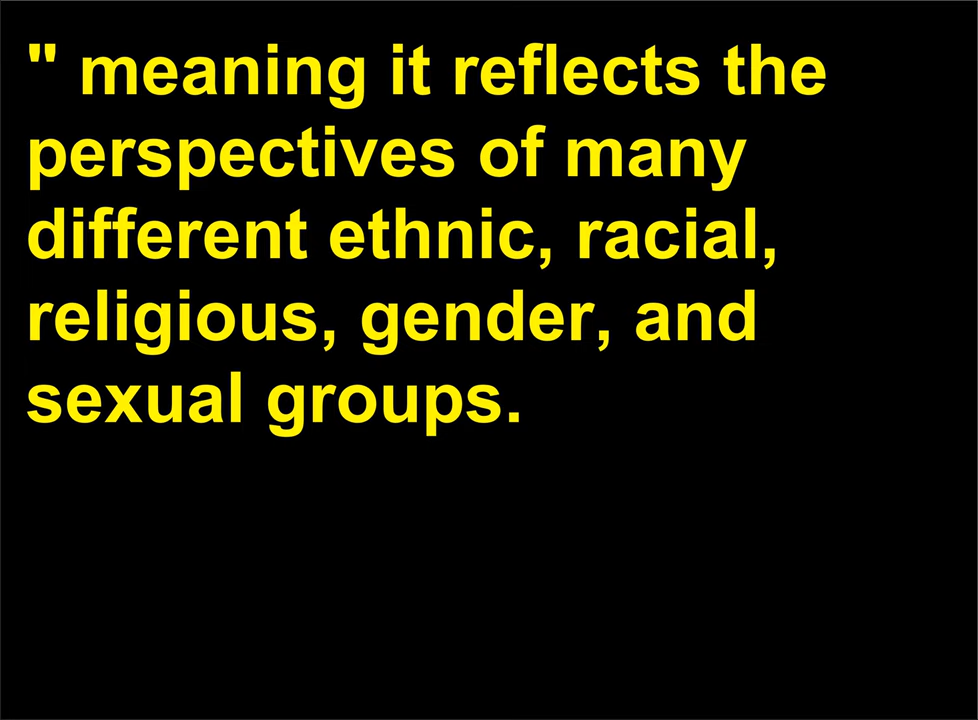 " meaning it reflects the
perspectives of many
different ethnic, racial,
religious, gender, and
sexual groups.